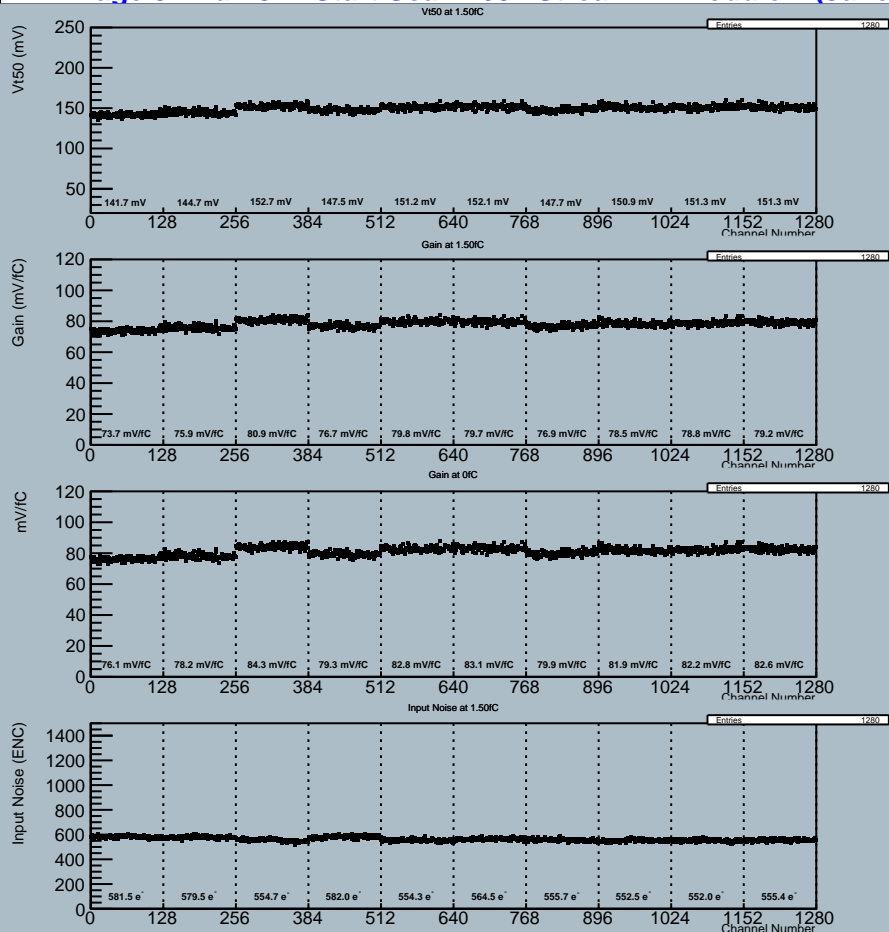 Vt50 at 1.50fC
Entries 1280
Vt50 (mV)
250
200
150
100
50
141.7 mV 144.7 mV 152.7 mV 147.5 mV 151.2 mV 152.1 mV 147.7 mV 150.9 mV 151.3 mV 151.3 mV
0 128 256 384 512 640 768 896 1024 1152 1280
Channel Number
Gain at 1.50fC
Entries 1280
Gain (mV/fC)
120
100
80
60
40
20
0
73.7 mV/fC 75.9 mV/fC 80.9 mV/fC 76.7 mV/fC 79.8 mV/fC 79.7 mV/fC 76.9 mV/fC 78.5 mV/fC 78.8 mV/fC 79.2 mV/fC
0 128 256 384 512 640 768 896 1024 1152 1280
Channel Number
Gain at 0fC
Entries 1280
mV/fC
120
100
80
60
40
20
0
76.1 mV/fC 78.2 mV/fC 84.3 mV/fC 79.3 mV/fC 82.8 mV/fC 83.1 mV/fC 79.9 mV/fC 81.9 mV/fC 82.2 mV/fC 82.6 mV/fC
0 128 256 384 512 640 768 896 1024 1152 1280
Channel Number
Input Noise at 1.50fC
Entries 1280
Input Noise (ENC)
1400
1200
1000
800
600
400
200
0
581.5 e⁻ 579.5 e⁻ 554.7 e⁻ 582.0 e⁻ 554.3 e⁻ 564.5 e⁻ 555.7 e⁻ 552.5 e⁻ 552.0 e⁻ 555.4 e⁻
0 128 256 384 512 640 768 896 1024 1152 1280
Channel Number